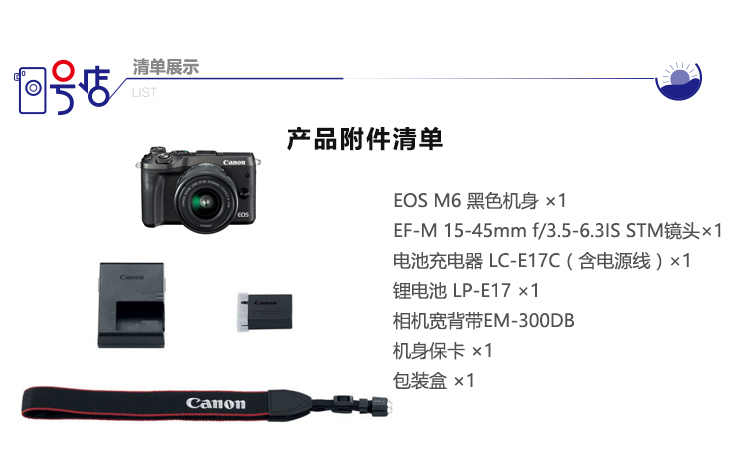 号店
清单展示
LIST
产品附件清单
Canon
EOS
EOS M6 黑色机身 ×1
EF-M 15-45mm f/3.5-6.3IS STM镜头×1
电池充电器 LC-E17C（含电源线）×1
锂电池 LP-E17 ×1
相机宽背带EM-300DB
机身保卡 ×1
包装盒 ×1
Canon
Canon
Canon